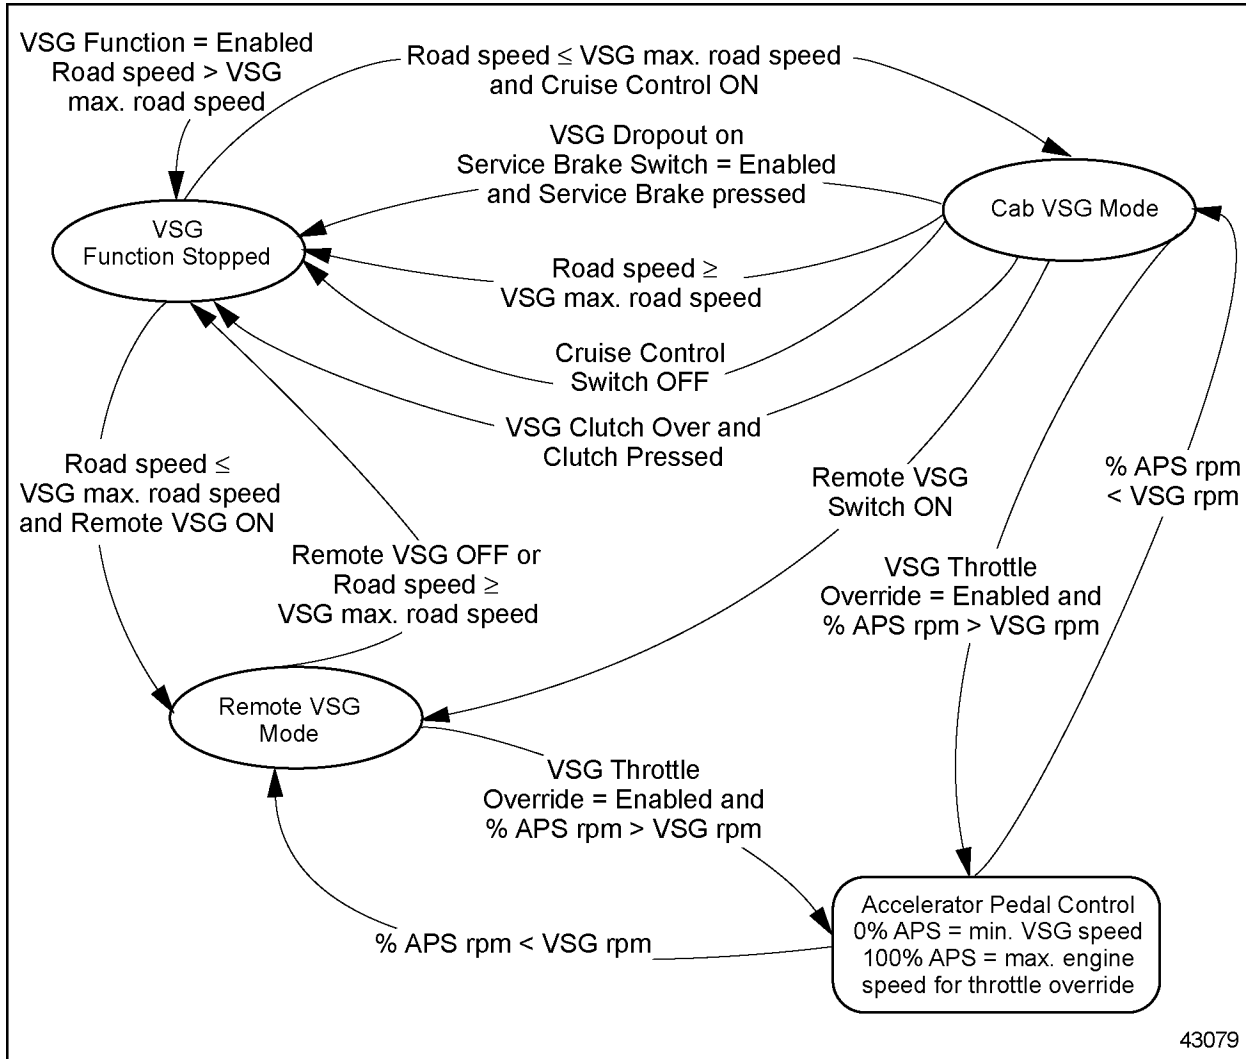 VSG Function = Enabled
Road speed > VSG
max. road speed
Road speed ≤ VSG max. road speed
and Cruise Control ON
VSG Dropout on
Service Brake Switch = Enabled
and Service Brake pressed
Cab VSG Mode
VSG
Function Stopped
Road speed ≥
VSG max. road speed
Cruise Control
Switch OFF
VSG Clutch Over and
Clutch Pressed
Road speed ≤
VSG max. road speed
and Remote VSG ON
Remote VSG
Switch ON
% APS rpm
< VSG rpm
Remote VSG OFF or
Road speed ≥
VSG max. road speed
VSG Throttle
Override = Enabled and
% APS rpm > VSG rpm
Remote VSG
Mode
VSG Throttle
Override = Enabled and
% APS rpm > VSG rpm
% APS rpm < VSG rpm
Accelerator Pedal Control
0% APS = min. VSG speed
100% APS = max. engine
speed for throttle override
43079